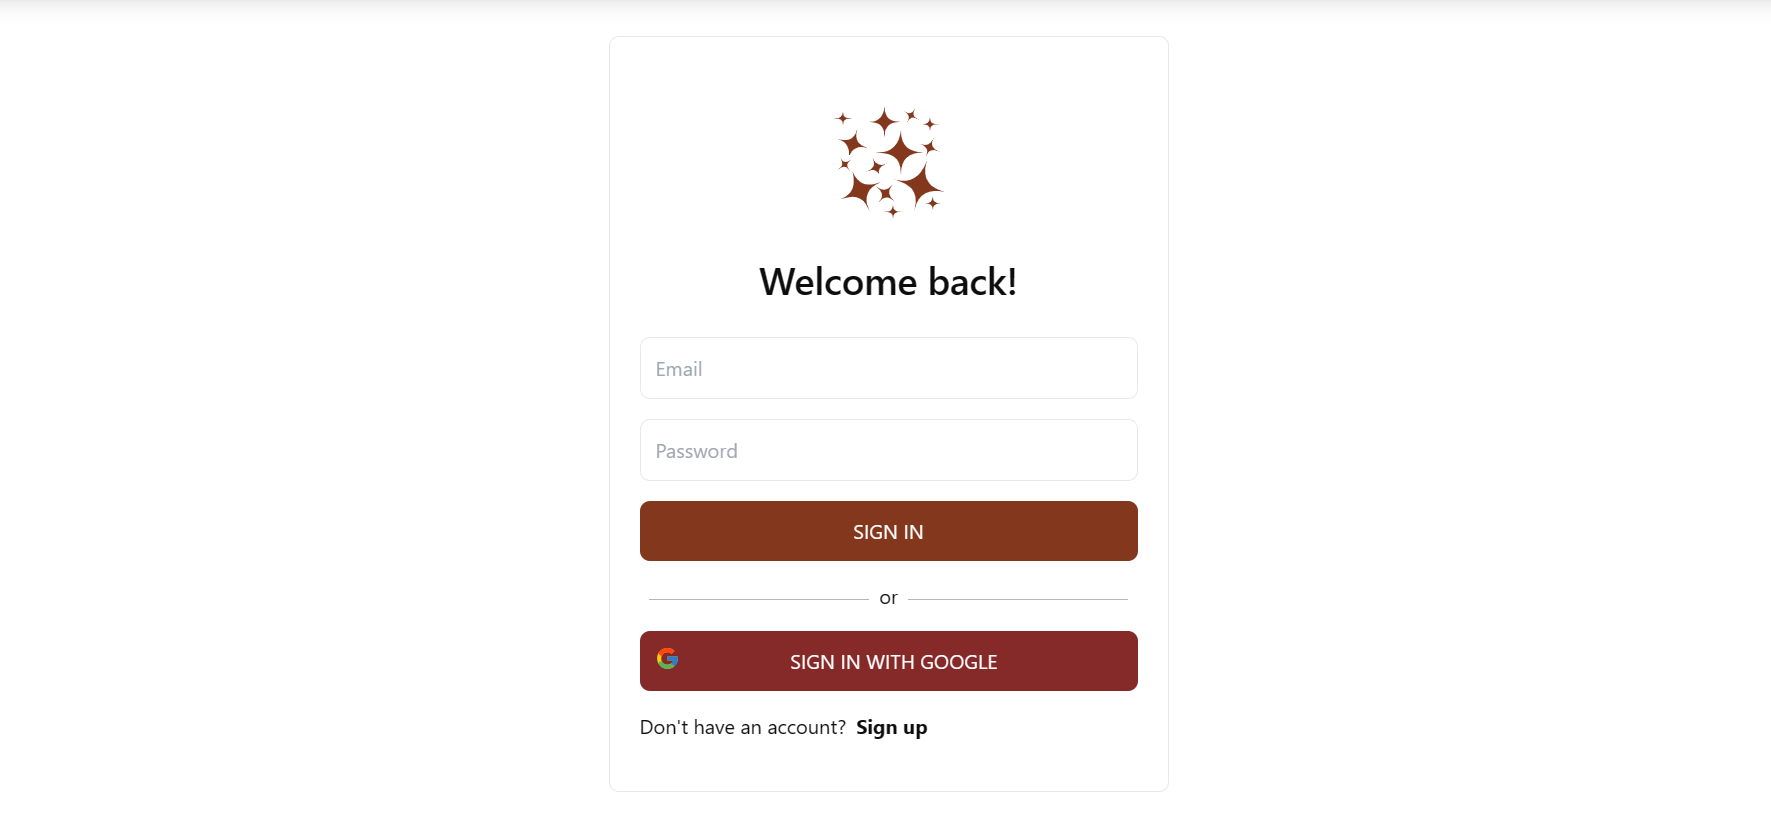 Welcome back!
Email
Password
SIGN IN
or
SIGN IN WITH GOOGLE
Don't have an account? Sign up